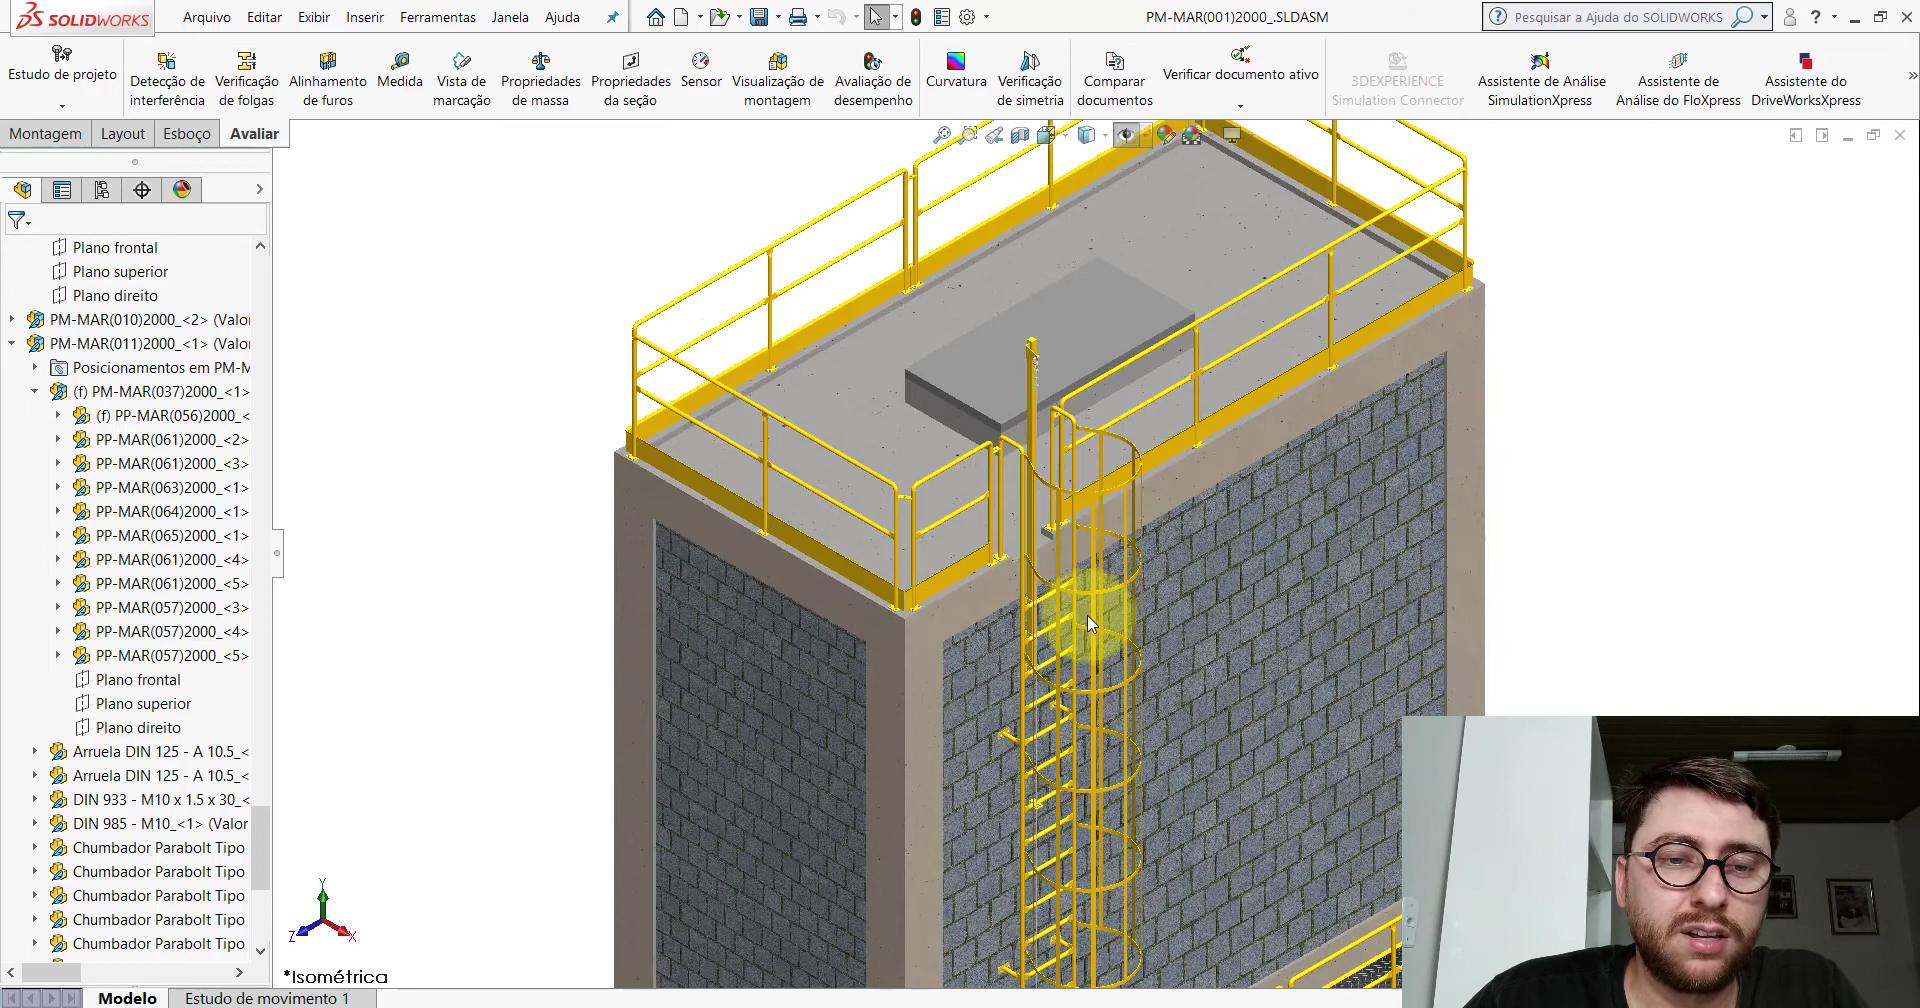 SOLIDWORKS
Arquivo Editar Exibir Inserir Ferramentas Janela Ajuda
PM-MAR(001)2000_.SLDASM
Pesquisar a Ajuda do SOLIDWORKS
Estudo de projeto
Detecção de interferência
Verificação de folgas
Alinhamento de furos
Medida
Vista de marcação
Propriedades de massa
Propriedades da seção
Sensor
Visualização de montagem
Avaliação de desempenho
Curvatura
Verificação de simetria
Comparar documentos
Verificar documento ativo
3DEXPERIENCE Simulation Connector
Assistente de Análise SimulationXpress
Assistente de Análise do FloXpress
Assistente do DriveWorksXpress
Montagem Layout Esboço Avaliar
Plano frontal
Plano superior
Plano direito
PM-MAR(010)2000_<2> (Valor
PM-MAR(011)2000_<1> (Valor
Posicionamentos em PM-M
(f) PM-MAR(037)2000_<1>
(f) PP-MAR(056)2000_<
PP-MAR(061)2000_<2>
PP-MAR(061)2000_<3>
PP-MAR(063)2000_<1>
PP-MAR(064)2000_<1>
PP-MAR(065)2000_<1>
PP-MAR(061)2000_<4>
PP-MAR(061)2000_<5>
PP-MAR(057)2000_<3>
PP-MAR(057)2000_<4>
PP-MAR(057)2000_<5>
Plano frontal
Plano superior
Plano direito
Arruela DIN 125 - A 10.5_<
Arruela DIN 125 - A 10.5_<
DIN 933 - M10 x 1.5 x 30_<
DIN 985 - M10_<1> (Valor
Chumbador Parabolt Tipo
Chumbador Parabolt Tipo
Chumbador Parabolt Tipo
Chumbador Parabolt Tipo
Chumbador Parabolt Tipo
Y
Z X
*Isométrica
Modelo Estudo de movimento 1